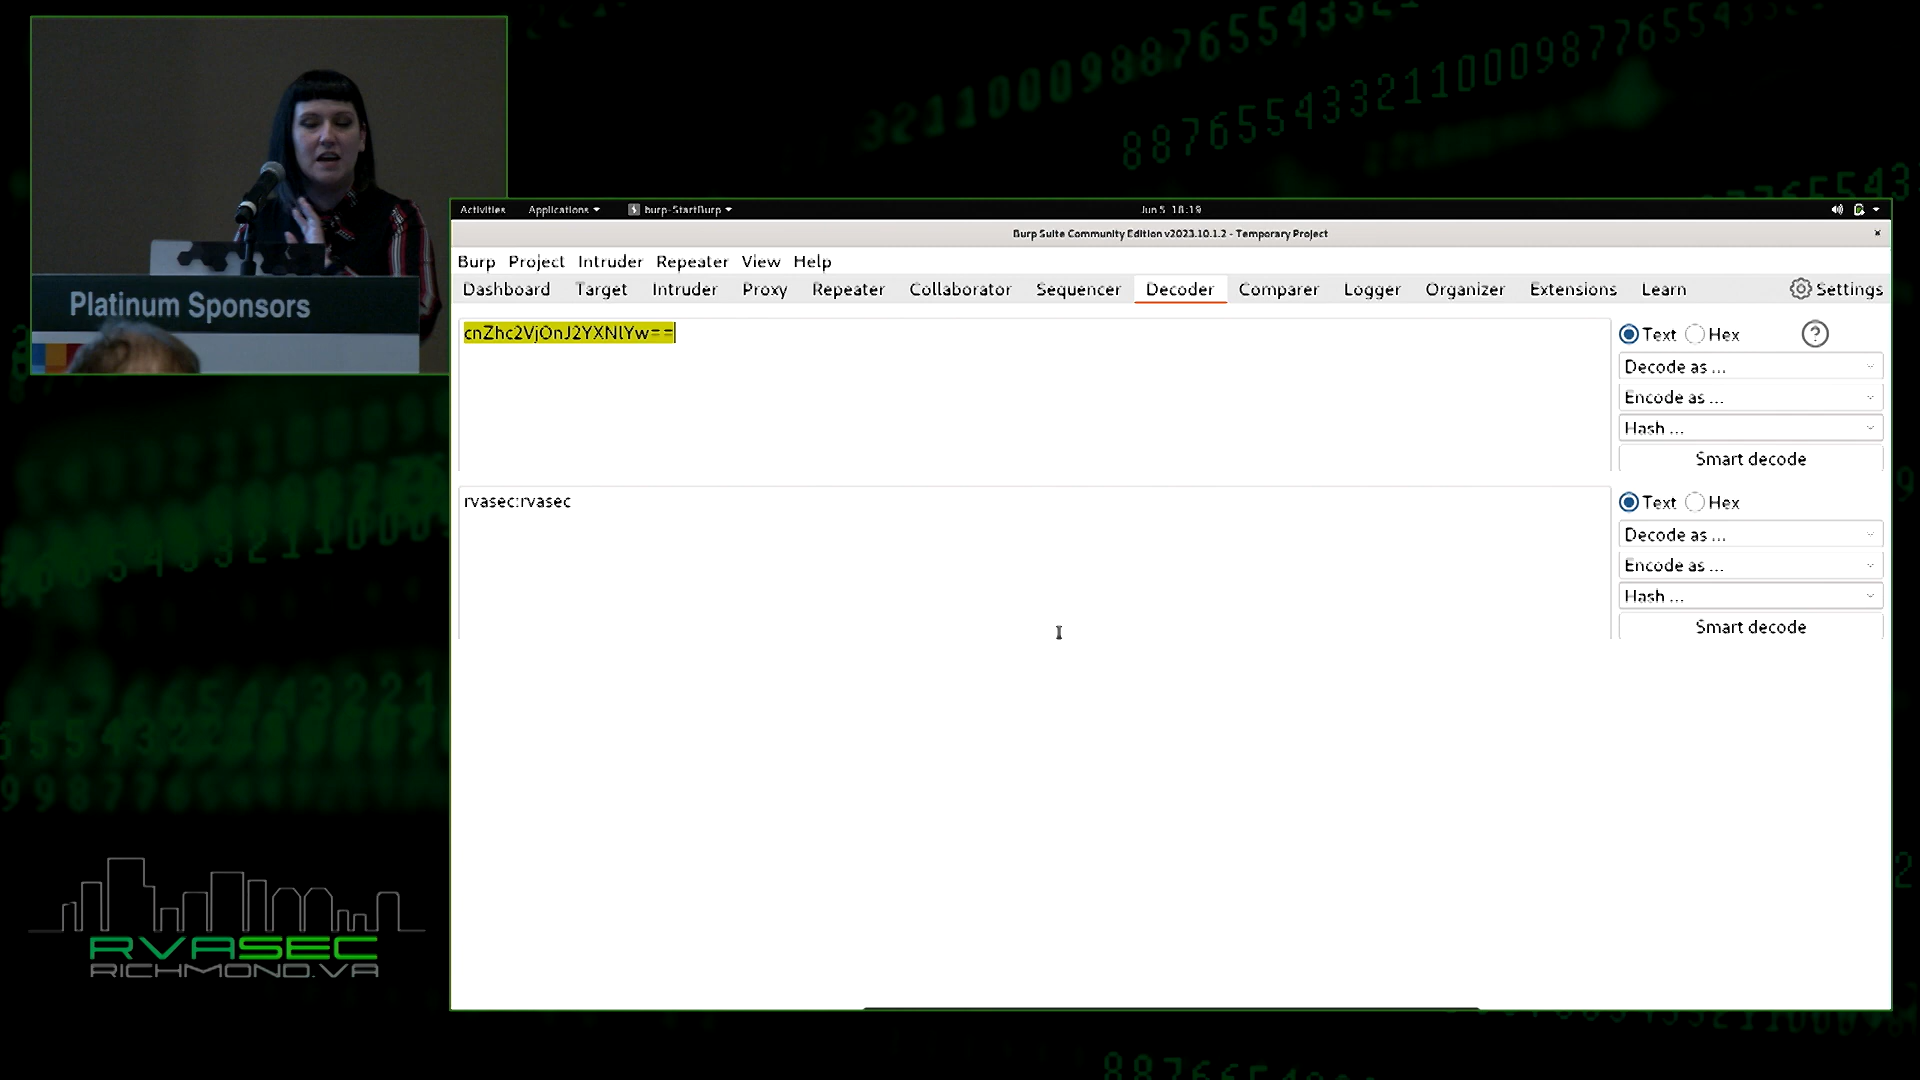 Platinum Sponsors
Activities Applications burp-StartBurp Jun 5 18:19
Burp Suite Community Edition v2023.10.1.2 - Temporary Project
Burp Project Intruder Repeater View Help
Dashboard Target Intruder Proxy Repeater Collaborator Sequencer Decoder Comparer Logger Organizer Extensions Learn Settings
cnZhc2VjOnJ2YXNlYw==
Text Hex ?
Decode as ...
Encode as ...
Hash ...
Smart decode
rvasec:rvasec
Text Hex
Decode as ...
Encode as ...
Hash ...
Smart decode
RVASEC
RICHMOND.VA